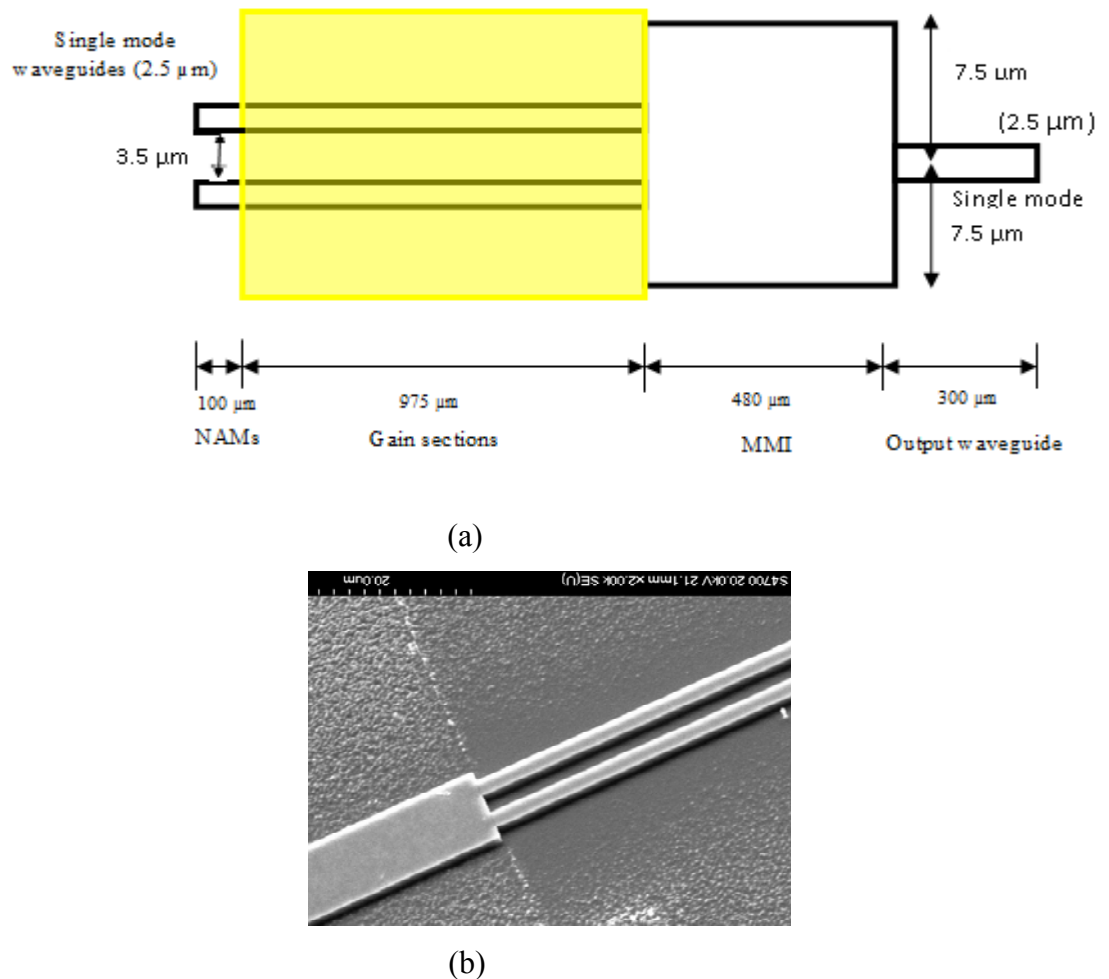 Single mode
waveguides (2.5 µm)
3.5 µm
7.5 µm
(2.5 µm)
Single mode
7.5 µm
100 µm
975 µm
480 µm
300 µm
NAMs
Gain sections
MMI
Output waveguide
(a)
S4700 20.0kV 21.1mm x2.00k SE(U)
20.0um
(b)